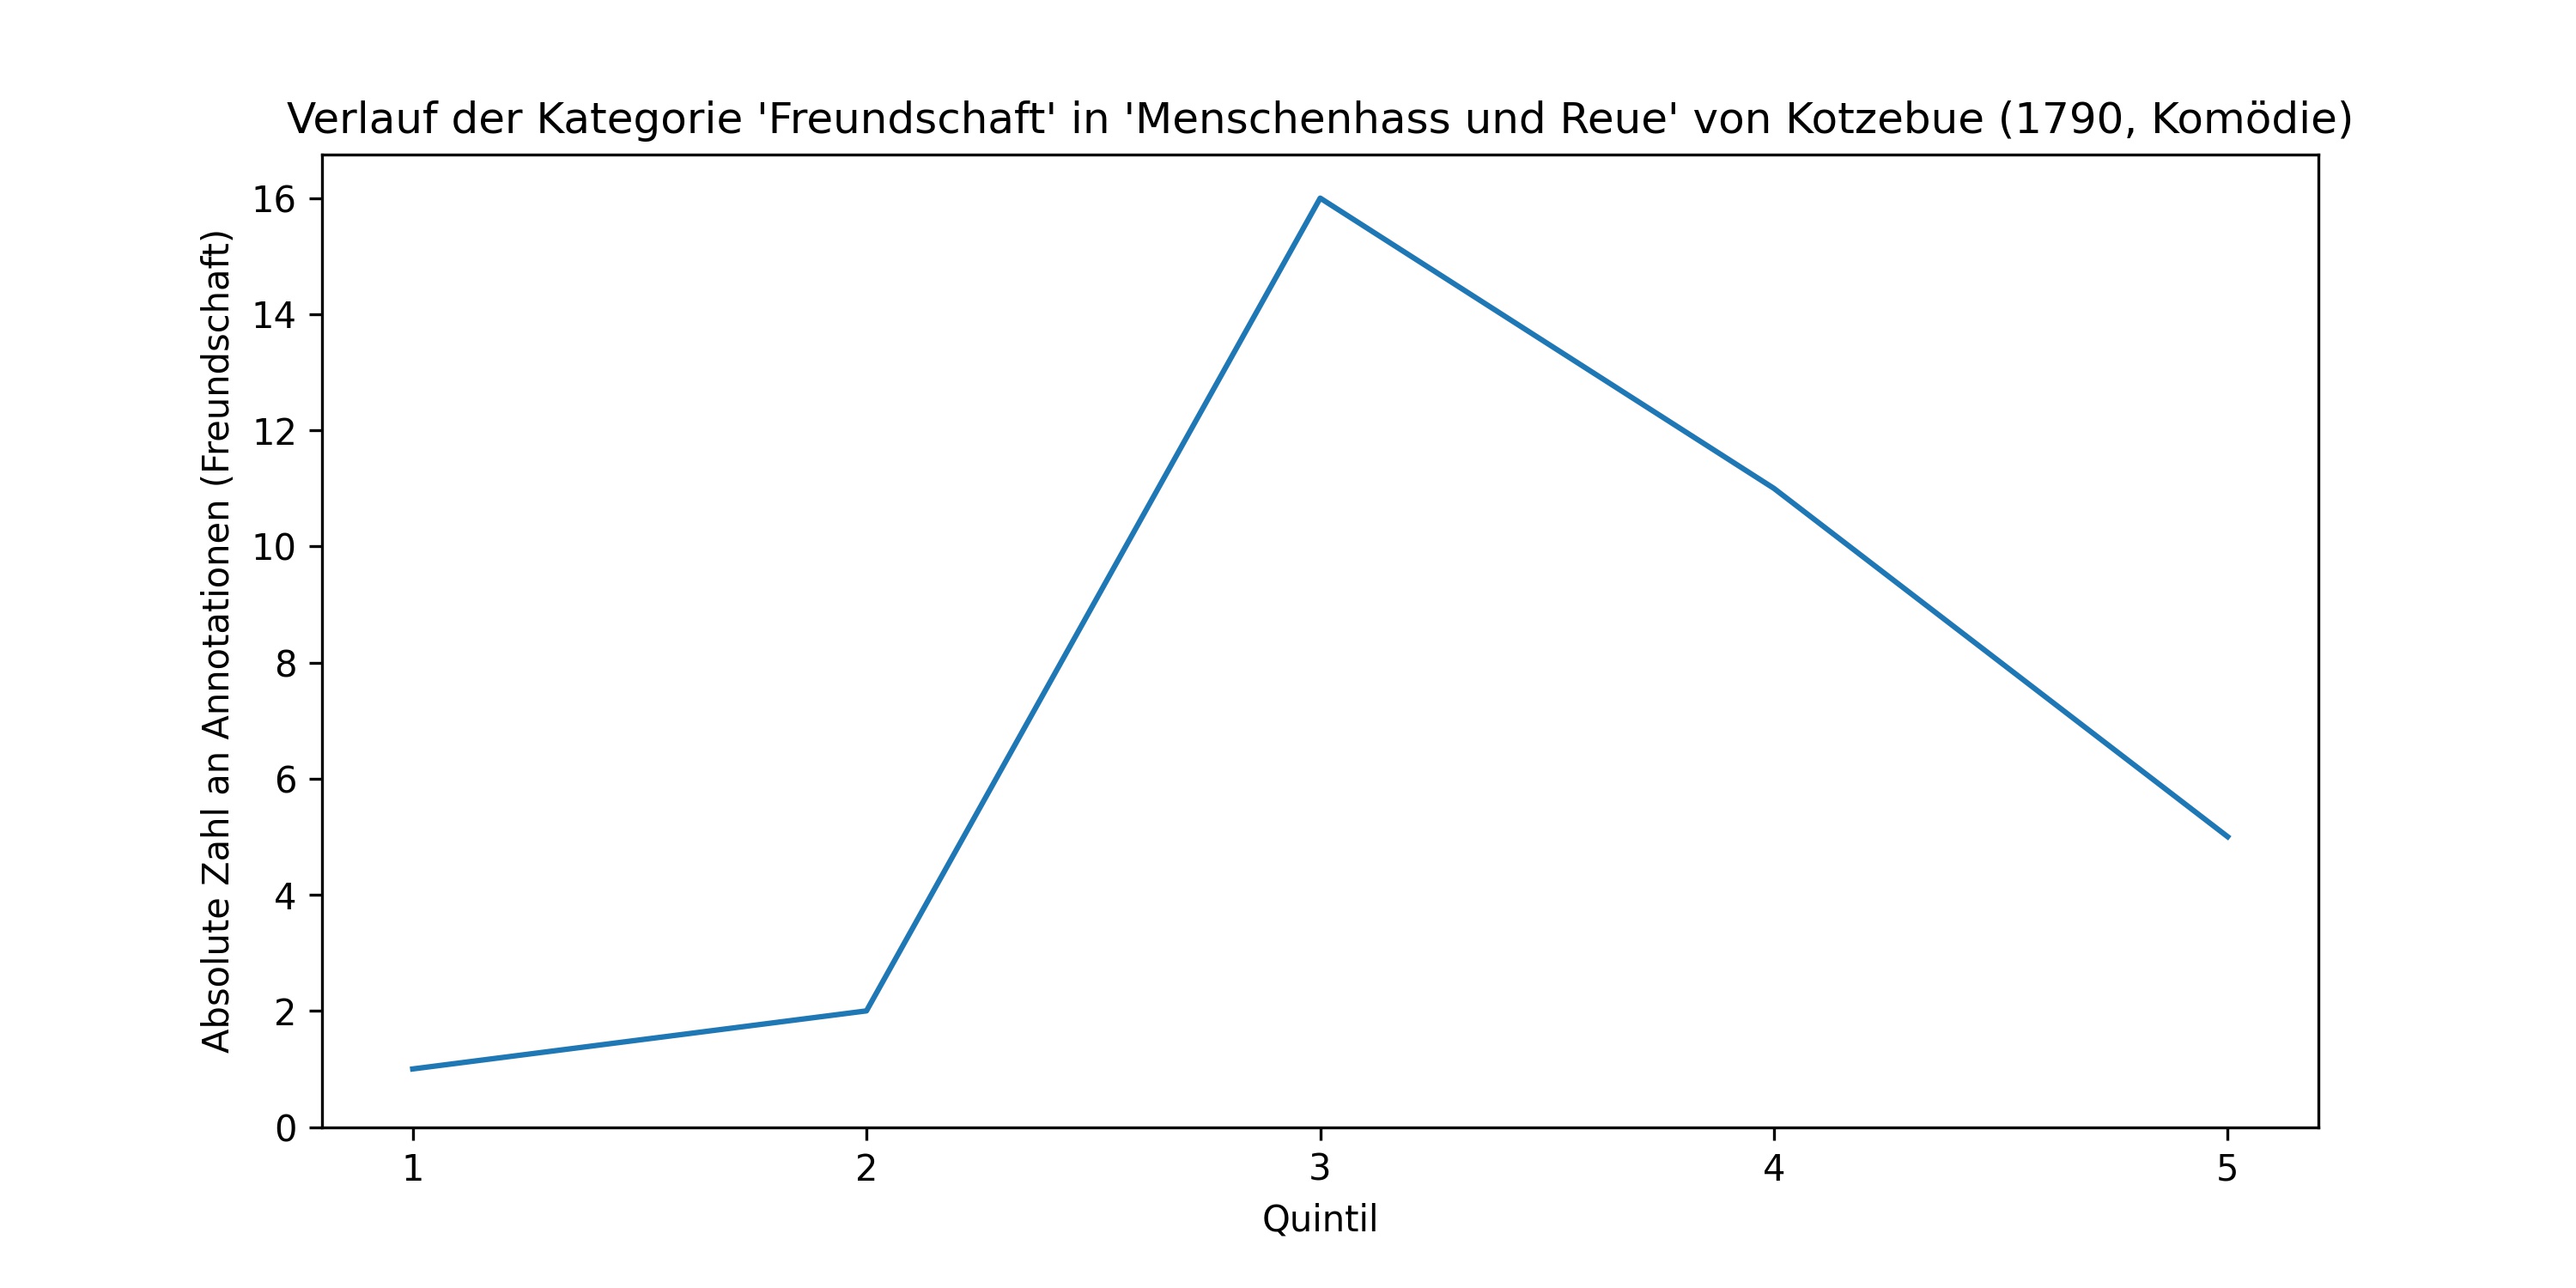 Verlauf der Kategorie 'Freundschaft' in 'Menschenhass und Reue' von Kotzebue (1790, Komödie)
Absolute Zahl an Annotationen (Freundschaft)
16
14
12
10
8
6
4
2
0
1 2 3 4 5
Quintil